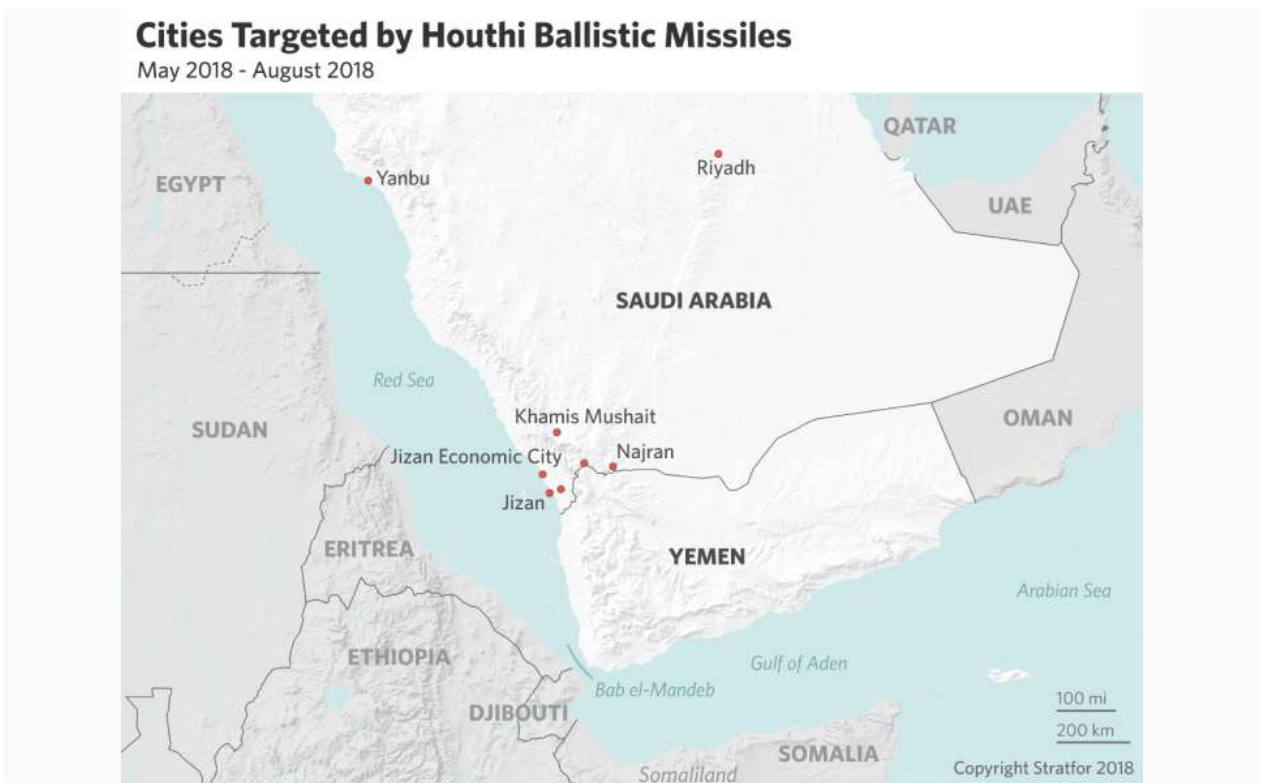 Cities Targeted by Houthi Ballistic Missiles
May 2018 - August 2018
QATAR
Riyadh
Yanbu
EGYPT
UAE
SAUDI ARABIA
Red Sea
Khamis Mushait
OMAN
SUDAN
Jizan Economic City
Najran
Jizan
ERITREA
YEMEN
Arabian Sea
ETHIOPIA
Gulf of Aden
Bab el-Mandeb
100 mi
DJIBOUTI
200 km
SOMALIA
Copyright Stratfor 2018
Somaliland